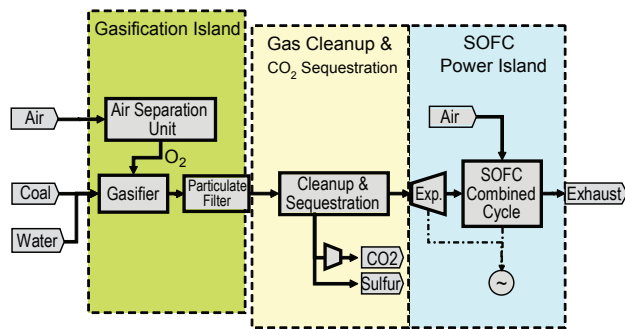 Gasification Island
Gas Cleanup &
CO2 Sequestration
SOFC
Power Island
Air
Air Separation
Unit
O2
Coal
Water
Gasifier
Particulate
Filter
Cleanup &
Sequestration
CO2
Sulfur
Air
Exp.
SOFC
Combined
Cycle
Exhaust
~